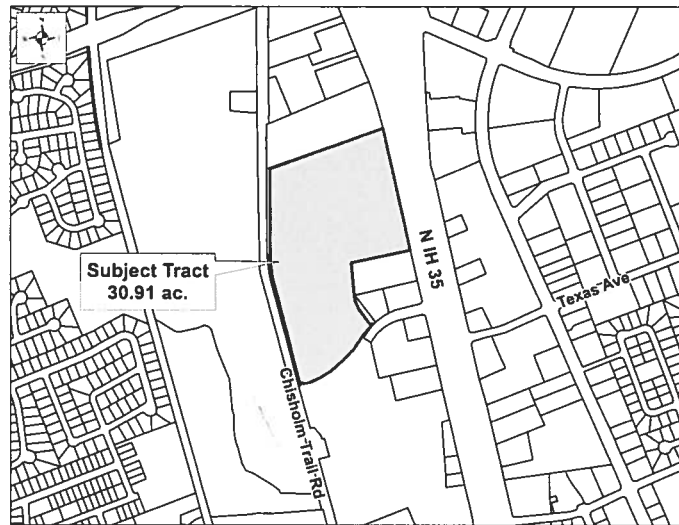 Subject Tract
30.91 ac.
N IH 35
Texas Ave
Chisholm Trail Rd